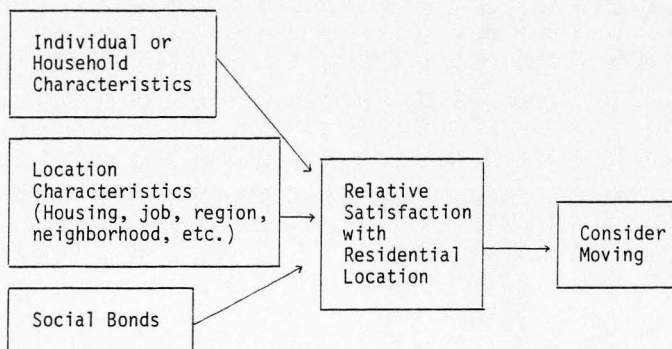 Individual or
Household
Characteristics
Location
Characteristics
(Housing, job, region,
neighborhood, etc.)
Social Bonds
Relative
Satisfaction
with
Residential
Location
Consider
Moving